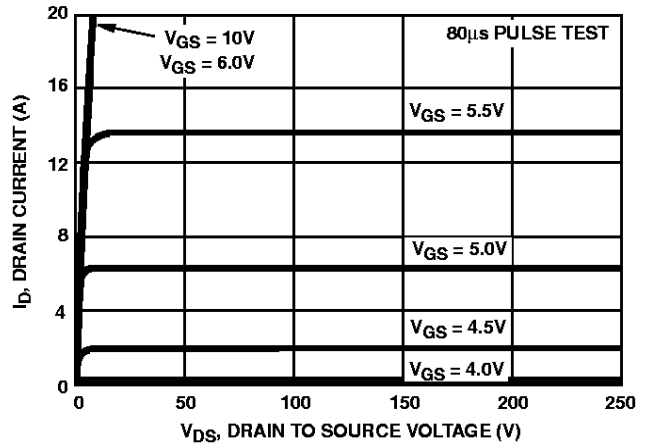 20
16
12
8
4
0
I_D, DRAIN CURRENT (A)
V_GS = 10V
V_GS = 6.0V
80μs PULSE TEST
V_GS = 5.5V
V_GS = 5.0V
V_GS = 4.5V
V_GS = 4.0V
0 50 100 150 200 250
V_DS, DRAIN TO SOURCE VOLTAGE (V)